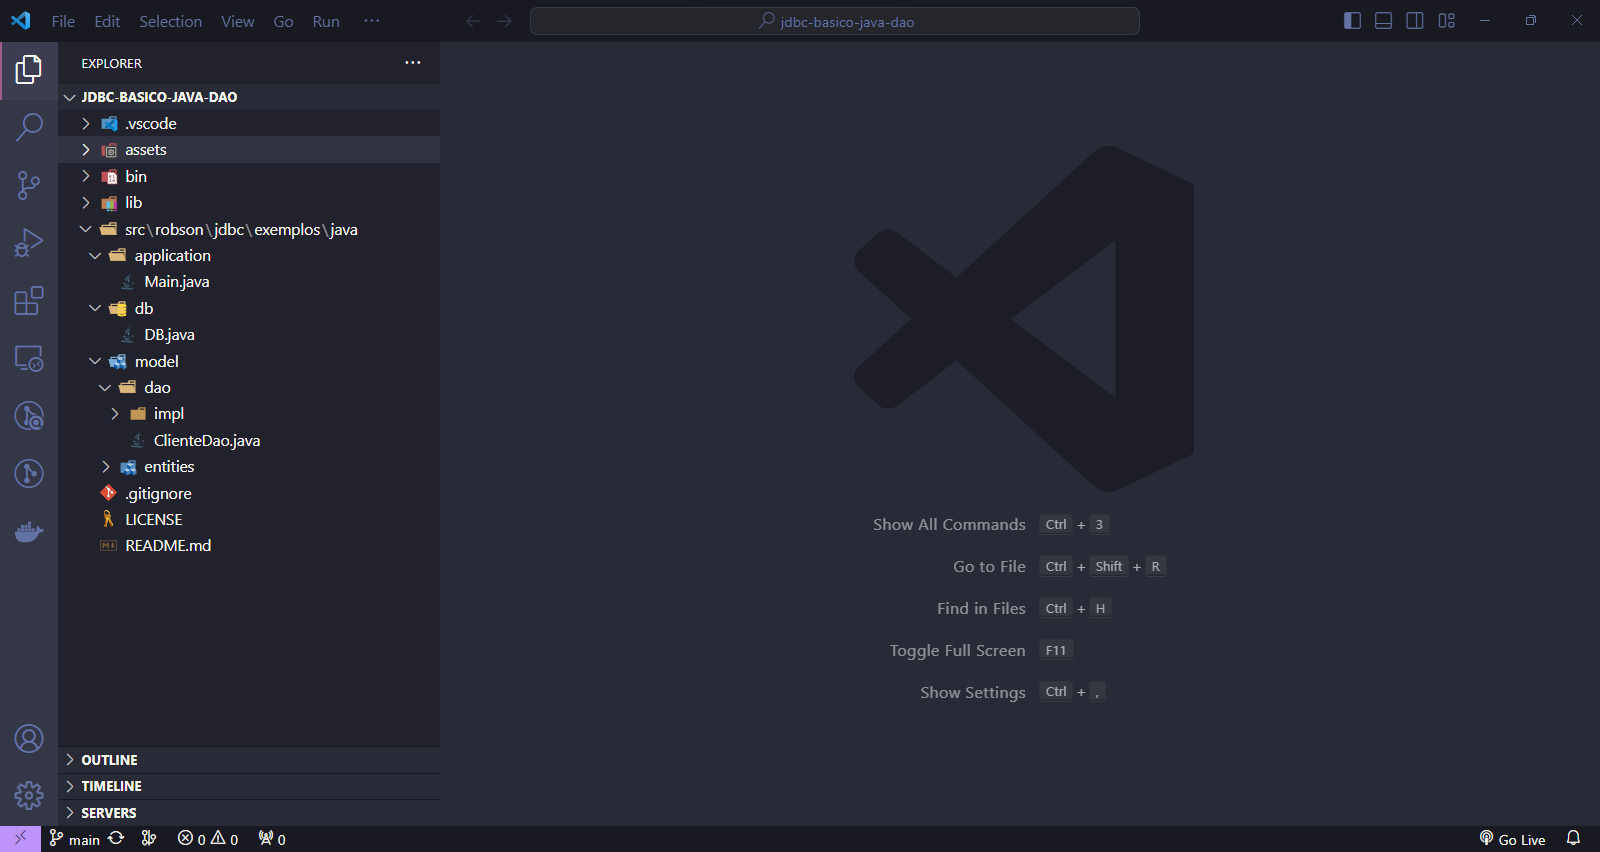 File Edit Selection View Go Run ···
jdbc-basico-java-dao
EXPLORER
JDBC-BASICO-JAVA-DAO
.vscode
assets
bin
lib
src\robson\jdbc\exemplos\java
application
Main.java
db
DB.java
model
dao
impl
ClienteDao.java
entities
.gitignore
LICENSE
README.md
OUTLINE
TIMELINE
SERVERS
Show All Commands Ctrl + 3
Go to File Ctrl + Shift + R
Find in Files Ctrl + H
Toggle Full Screen F11
Show Settings Ctrl + ,
main 0 0 0 Go Live